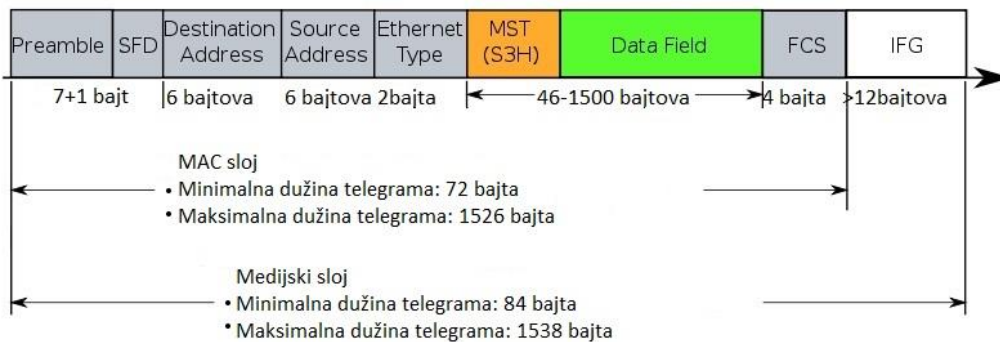 Preamble SFD Destination Address Source Address Ethernet Type MST (S3H) Data Field FCS IFG
7+1 bajt 6 bajtova 6 bajtova 2bajta 46-1500 bajtova 4 bajta >12bajtova
MAC sloj
• Minimalna dužina telegrama: 72 bajta
• Maksimalna dužina telegrama: 1526 bajta
Medijski sloj
• Minimalna dužina telegrama: 84 bajta
• Maksimalna dužina telegrama: 1538 bajta